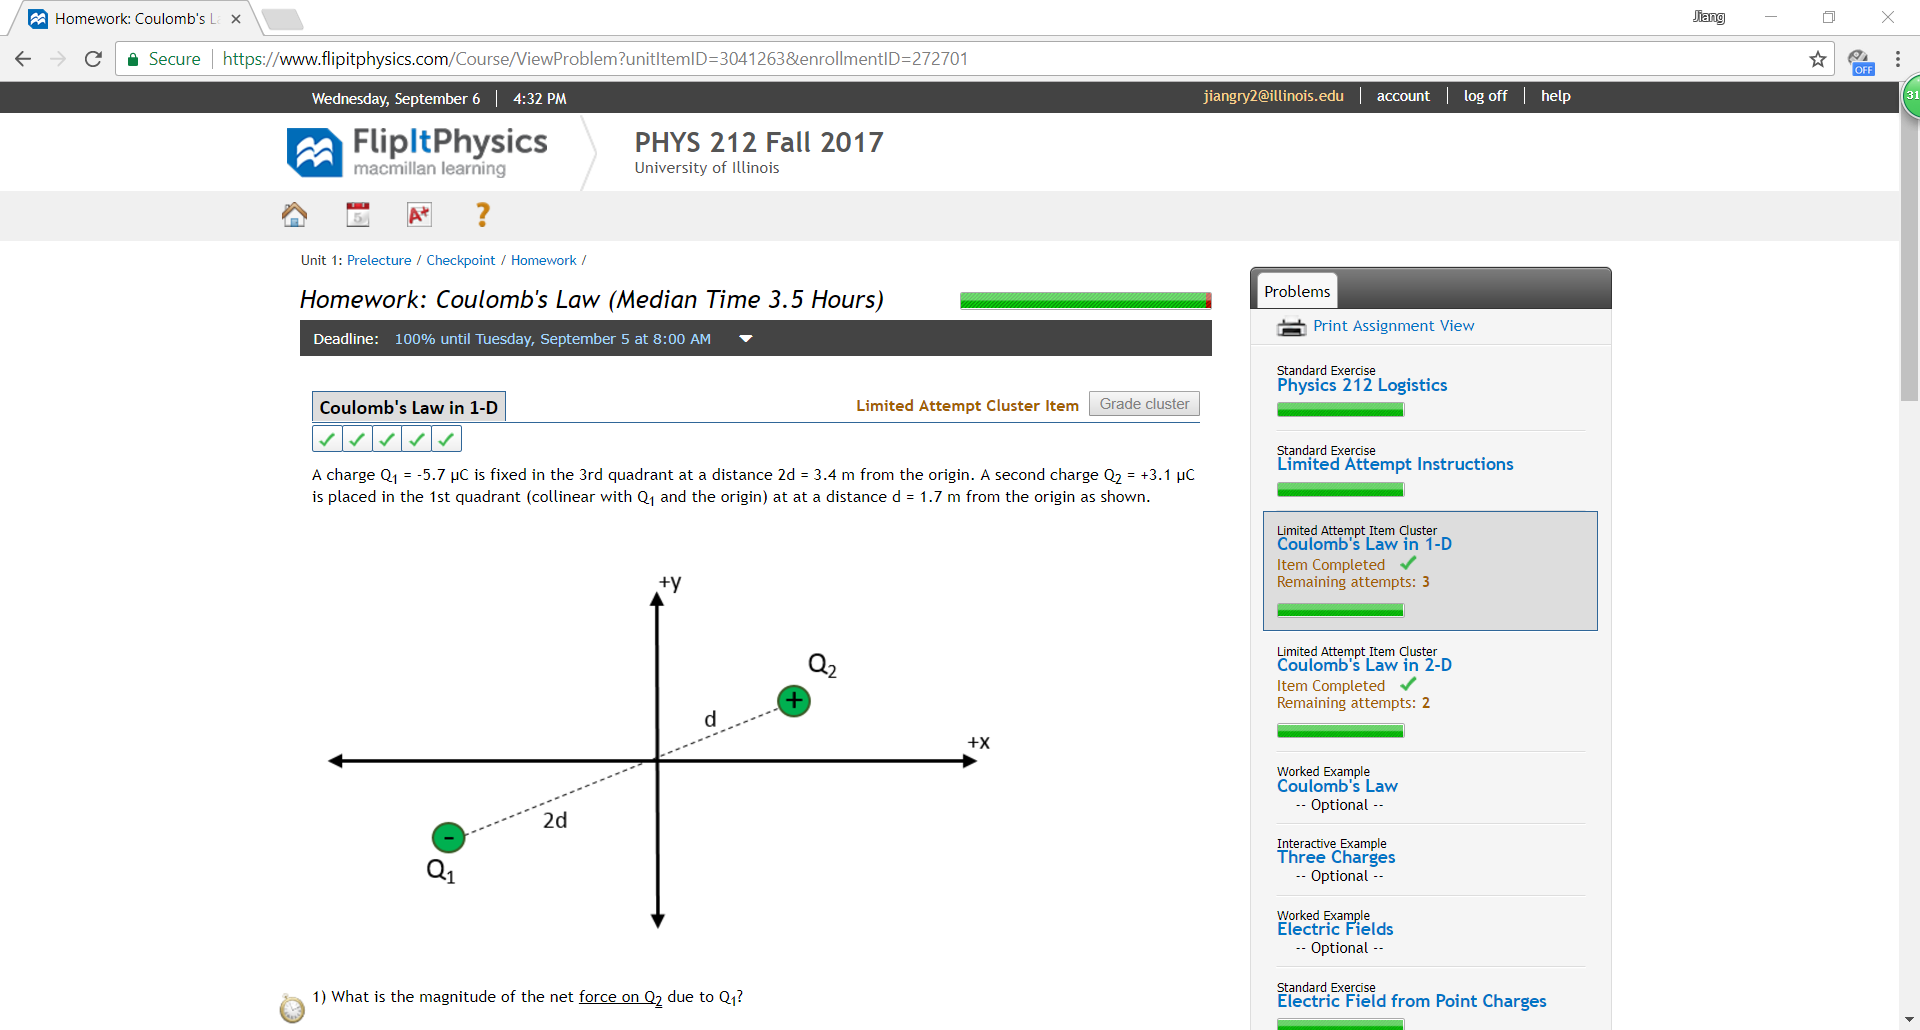 Homework: Coulomb's L
Jiang
Secure
https://www.flipitphysics.com/Course/ViewProblem?unitItemID=3041263&enrollmentID=272701
OFF
31
Wednesday, September 6 | 4:32 PM
jiangry2@illinois.edu | account | log off | help
FlipItPhysics
macmillan learning
PHYS 212 Fall 2017
University of Illinois
5
A+
?
Unit 1: Prelecture / Checkpoint / Homework /
Homework: Coulomb's Law (Median Time 3.5 Hours)
Deadline: 100% until Tuesday, September 5 at 8:00 AM
Coulomb's Law in 1-D
Limited Attempt Cluster Item
Grade cluster
A charge Q1 = -5.7 μC is fixed in the 3rd quadrant at a distance 2d = 3.4 m from the origin. A second charge Q2 = +3.1 μC
is placed in the 1st quadrant (collinear with Q1 and the origin) at at a distance d = 1.7 m from the origin as shown.
+y
Q2
+
d
+x
2d
-
Q1
1) What is the magnitude of the net force on Q2 due to Q1?
Problems
Print Assignment View
Standard Exercise
Physics 212 Logistics
Standard Exercise
Limited Attempt Instructions
Limited Attempt Item Cluster
Coulomb's Law in 1-D
Item Completed
Remaining attempts: 3
Limited Attempt Item Cluster
Coulomb's Law in 2-D
Item Completed
Remaining attempts: 2
Worked Example
Coulomb's Law
-- Optional --
Interactive Example
Three Charges
-- Optional --
Worked Example
Electric Fields
-- Optional --
Standard Exercise
Electric Field from Point Charges